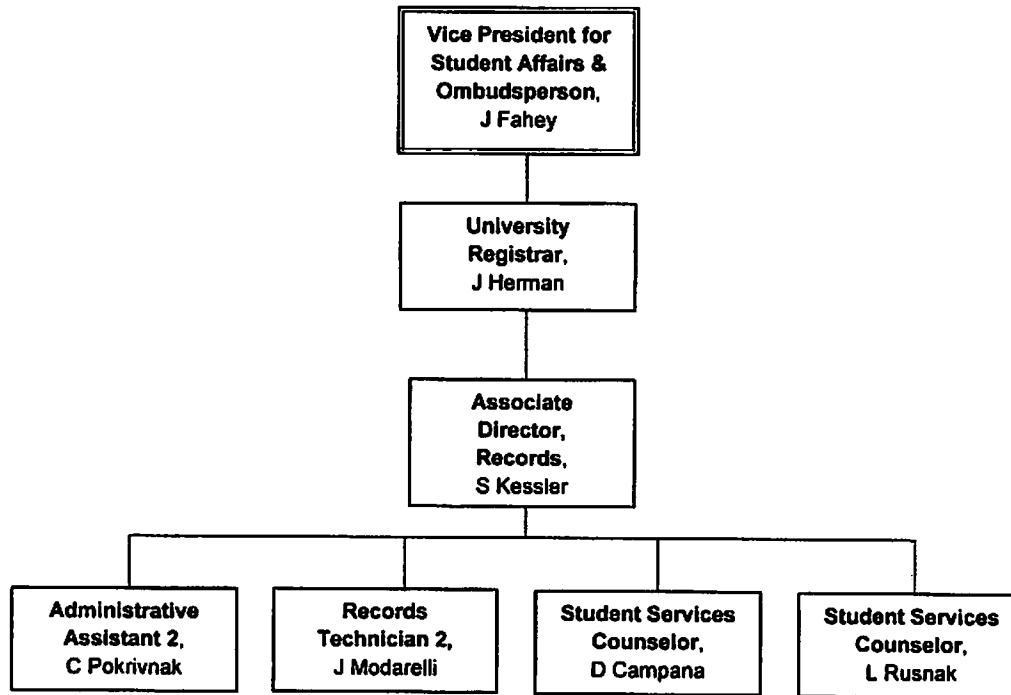 Vice President for
Student Affairs &
Ombudsperson,
J Fahey
University
Registrar,
J Herman
Associate
Director,
Records,
S Kessler
Administrative
Assistant 2,
C Pokrivnak
Records
Technician 2,
J Modarelli
Student Services
Counselor,
D Campana
Student Services
Counselor,
L Rusnak